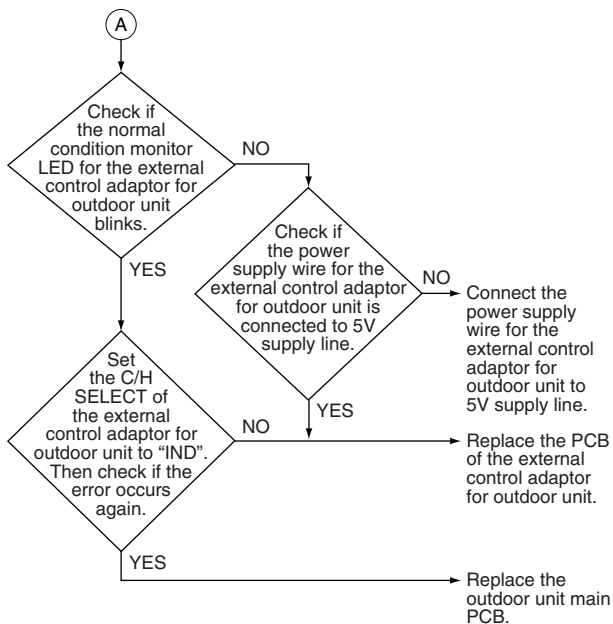 A
Check if
the normal
condition monitor
LED for the external
control adaptor for
outdoor unit
blinks.
NO
YES
Check if
the power
supply wire for the
external control adaptor
for outdoor unit is
connected to 5V
supply line.
NO
Connect the
power supply
wire for the
external control
adaptor for
outdoor unit to
5V supply line.
YES
Set
the C/H
SELECT of
the external
control adaptor for
outdoor unit to “IND”.
Then check if the
error occurs
again.
NO
Replace the PCB
of the external
control adaptor
for outdoor unit.
YES
Replace the
outdoor unit main
PCB.